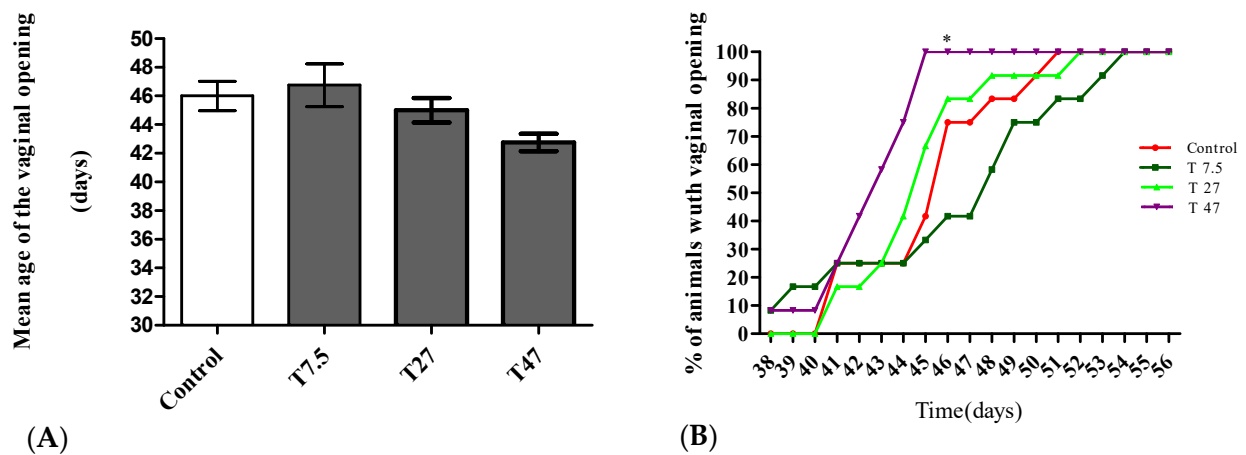 Mean age of the vaginal opening
(days)
50
48
46
44
42
40
38
36
34
32
30
Control
T7.5
T27
T47
(A)
% of animals wuth vaginal opening
100
90
80
70
60
50
40
30
20
10
0
*
38 39 40 41 42 43 44 45 46 47 48 49 50 51 52 53 54 55 56
Time(days)
Control
T 7.5
T 27
T 47
(B)